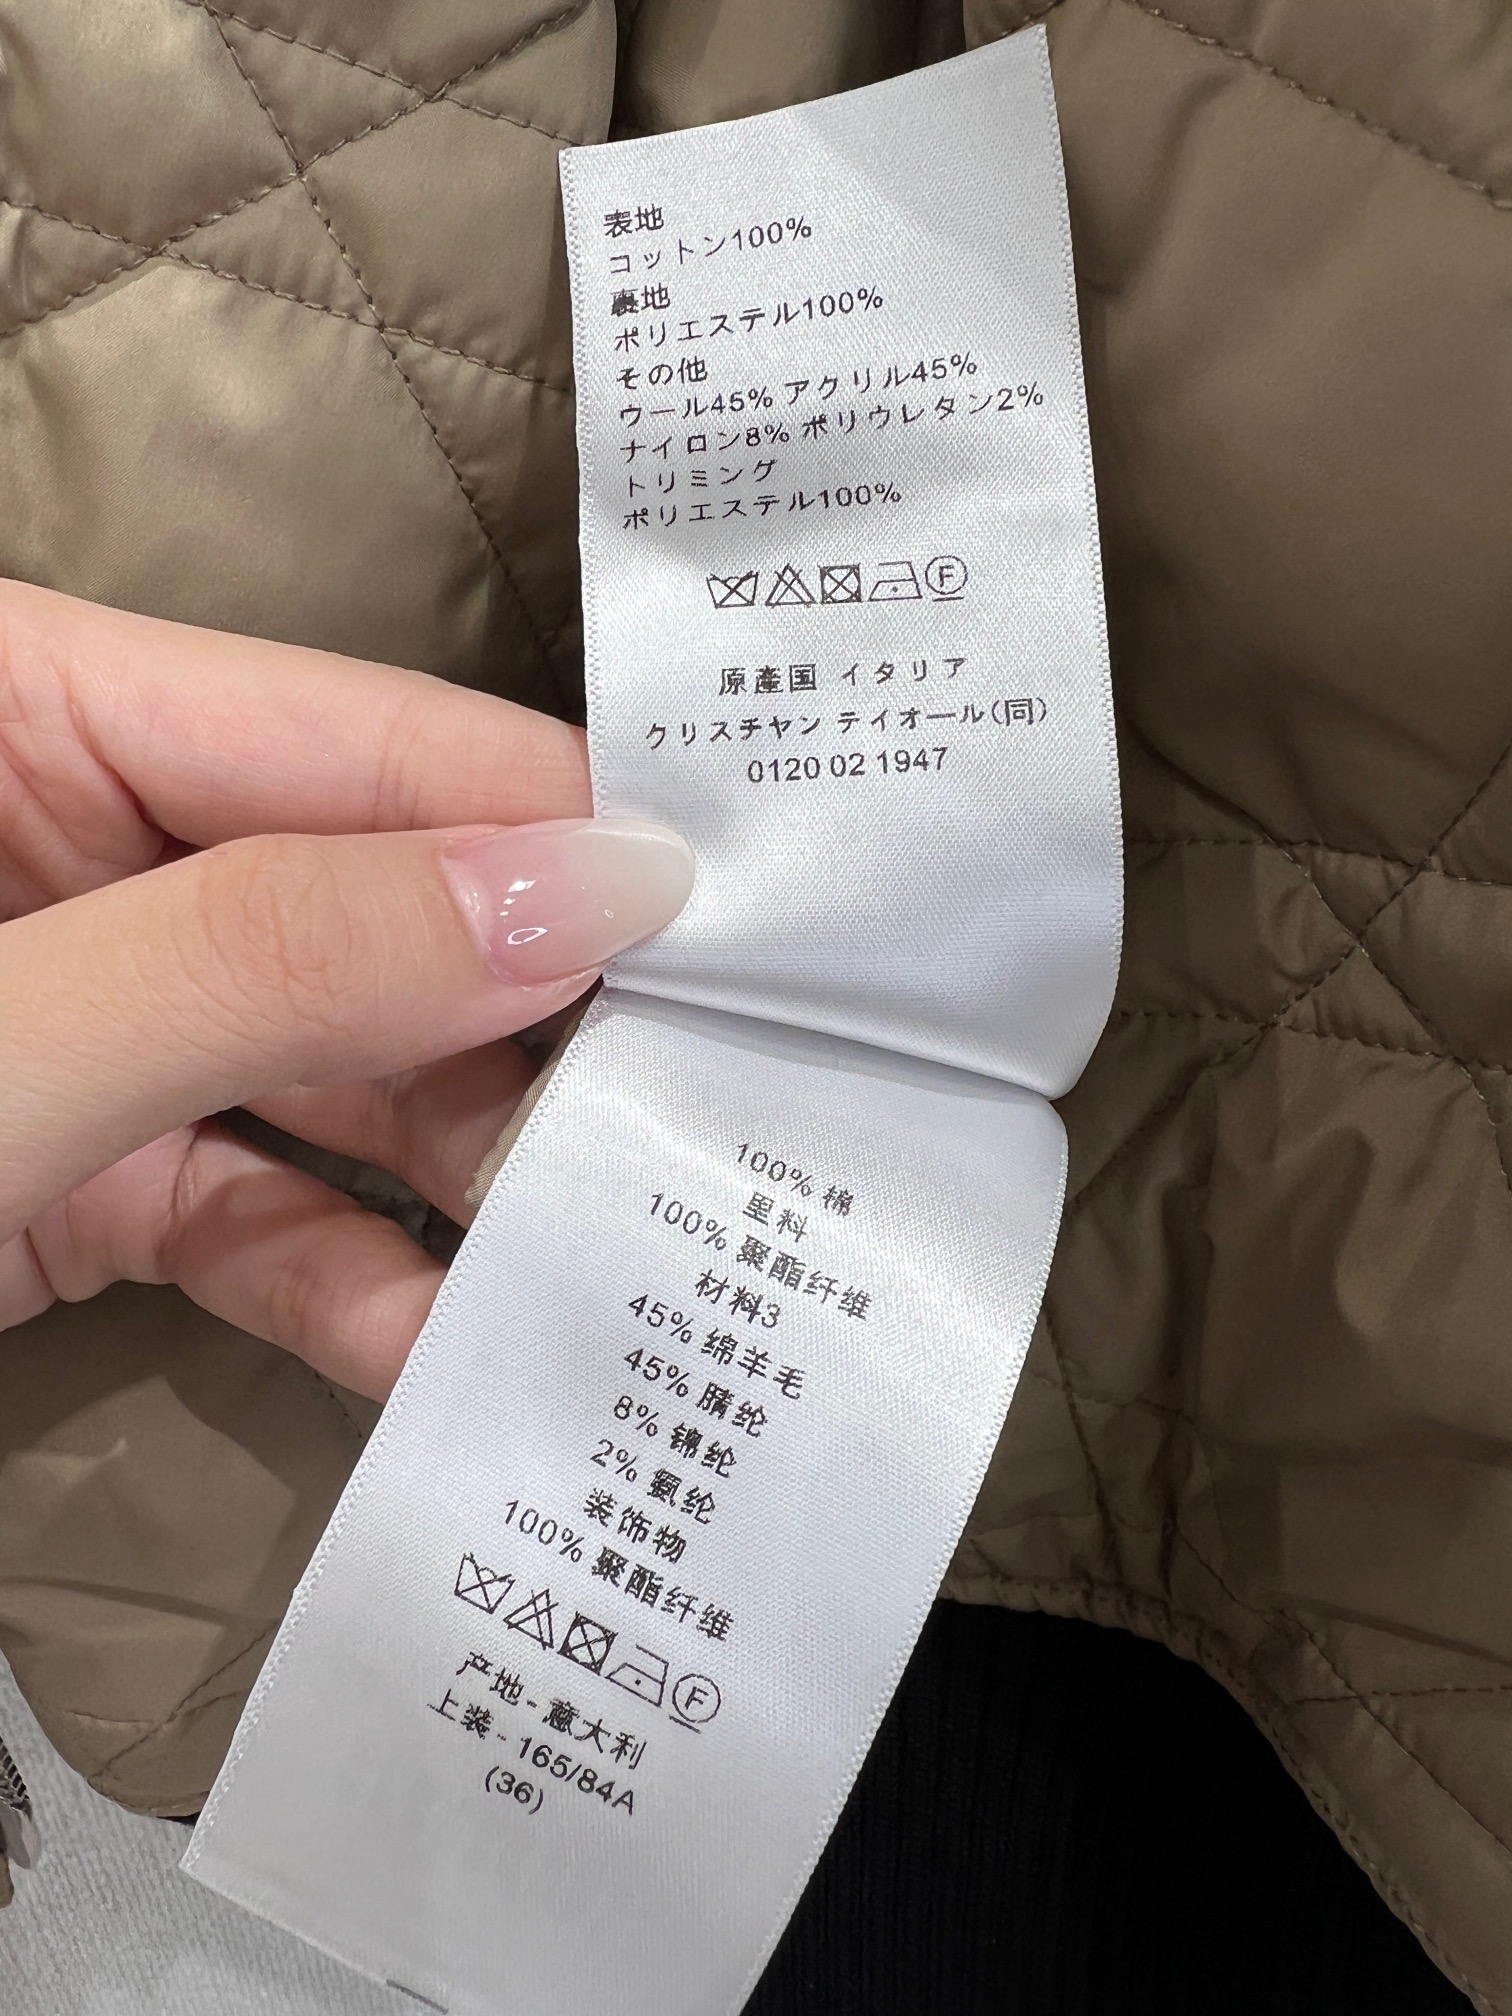 表地
コットン100%
裏地
ポリエステル100%
その他
ウール45% アクリル45%
ナイロン8% ポリウレタン2%
トリミング
ポリエステル100%
F
原産国 イタリア
クリスチャン ディオール(同)
0120 02 1947
100% 棉
里料
100% 聚酯纤维
材料3
45% 绵羊毛
45% 腈纶
8% 锦纶
2% 氨纶
装饰物
100% 聚酯纤维
F
产地- 意大利
上装- 165/84A
(36)